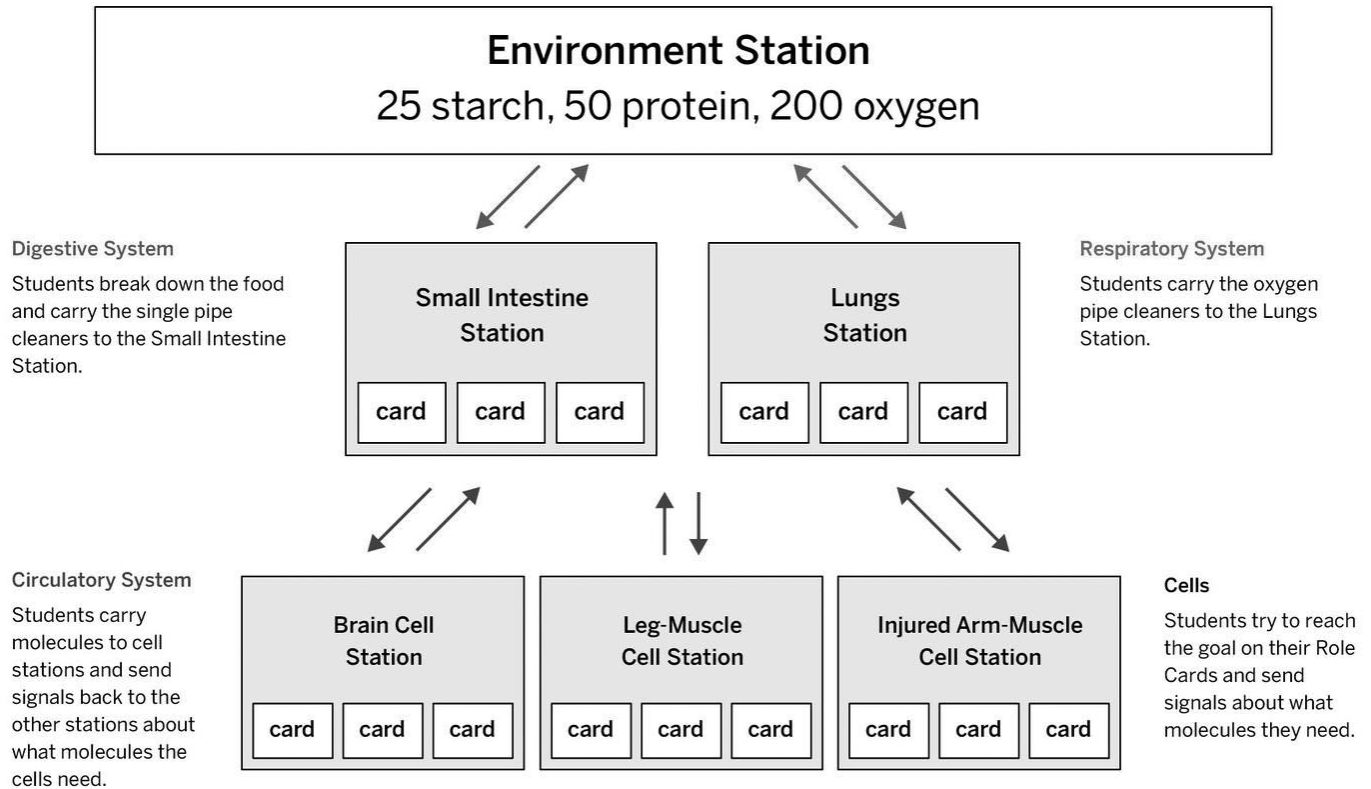 Environment Station
25 starch, 50 protein, 200 oxygen
Digestive System
Students break down the food
and carry the single pipe
cleaners to the Small Intestine
Station.
Small Intestine
Station
card card card
Lungs
Station
card card card
Respiratory System
Students carry the oxygen
pipe cleaners to the Lungs
Station.
Circulatory System
Students carry
molecules to cell
stations and send
signals back to the
other stations about
what molecules the
cells need.
Brain Cell
Station
card card card
Leg-Muscle
Cell Station
card card card
Injured Arm-Muscle
Cell Station
card card card
Cells
Students try to reach
the goal on their Role
Cards and send
signals about what
molecules they need.